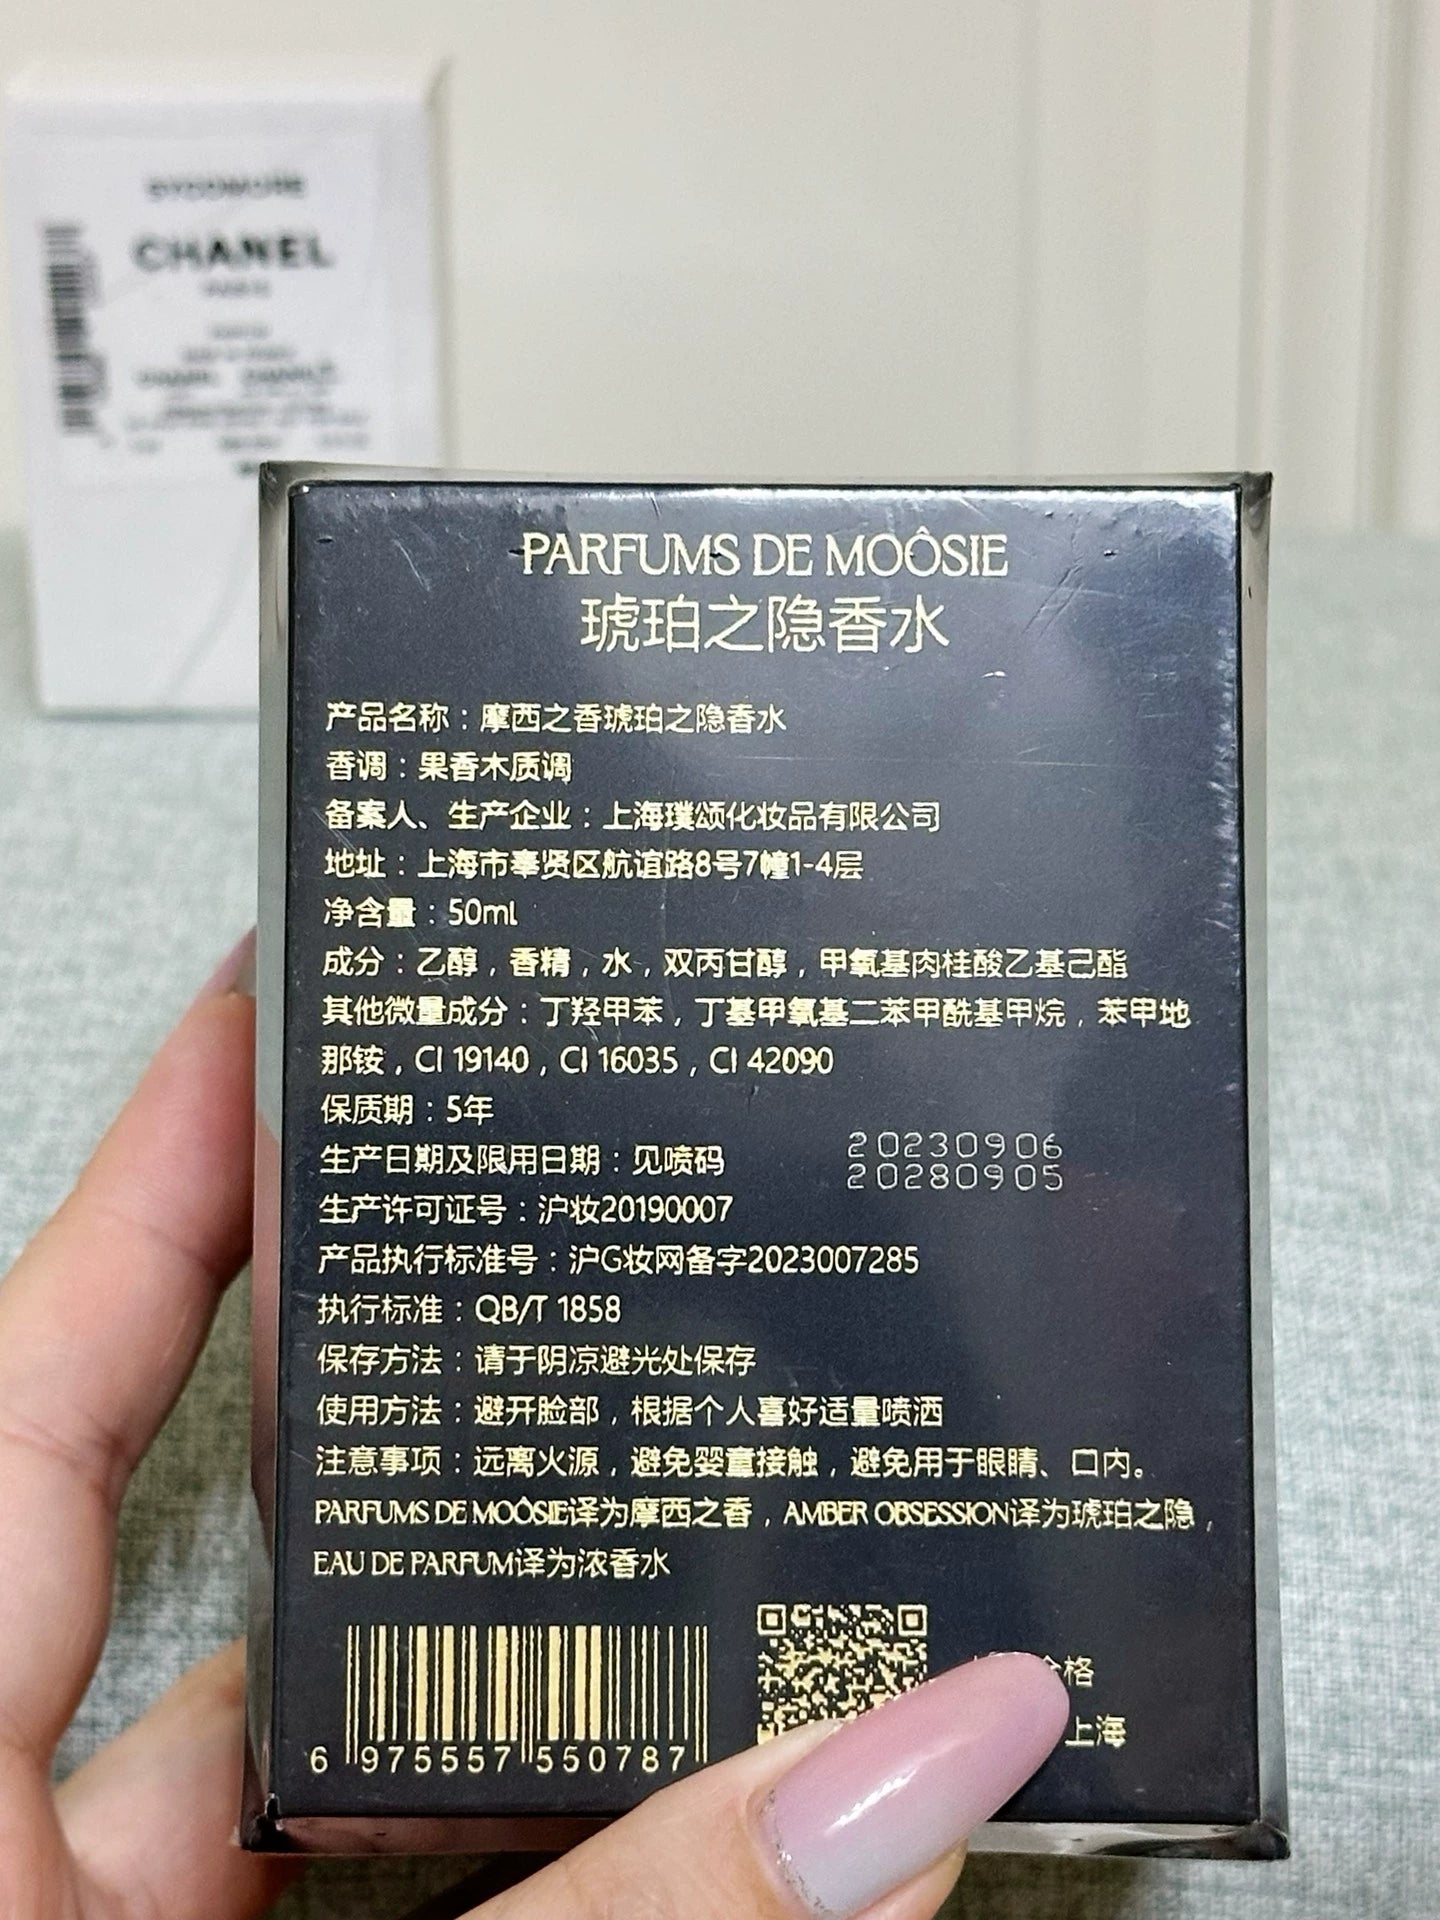 SYCOMORE
CHANEL
PARIS
PARFUMS DE MOÔSIE
琥珀之隐香水
产品名称：摩西之香琥珀之隐香水
香调：果香木质调
备案人、生产企业：上海璞颂化妆品有限公司
地址：上海市奉贤区航谊路8号7幢1-4层
净含量：50ml
成分：乙醇，香精，水，双丙甘醇，甲氧基肉桂酸乙基己酯
其他微量成分：丁羟甲苯，丁基甲氧基二苯甲酰基甲烷，苯甲地
那铵，CI 19140，CI 16035，CI 42090
保质期：5年
生产日期及限用日期：见喷码
20230906
20280905
生产许可证号：沪妆20190007
产品执行标准号：沪G妆网备字2023007285
执行标准：QB/T 1858
保存方法：请于阴凉避光处保存
使用方法：避开脸部，根据个人喜好适量喷洒
注意事项：远离火源，避免婴童接触，避免用于眼睛、口内。
PARFUMS DE MOÔSIE译为摩西之香，AMBER OBSESSION译为琥珀之隐，
EAU DE PARFUM译为浓香水
6 975557 550787
格
上海